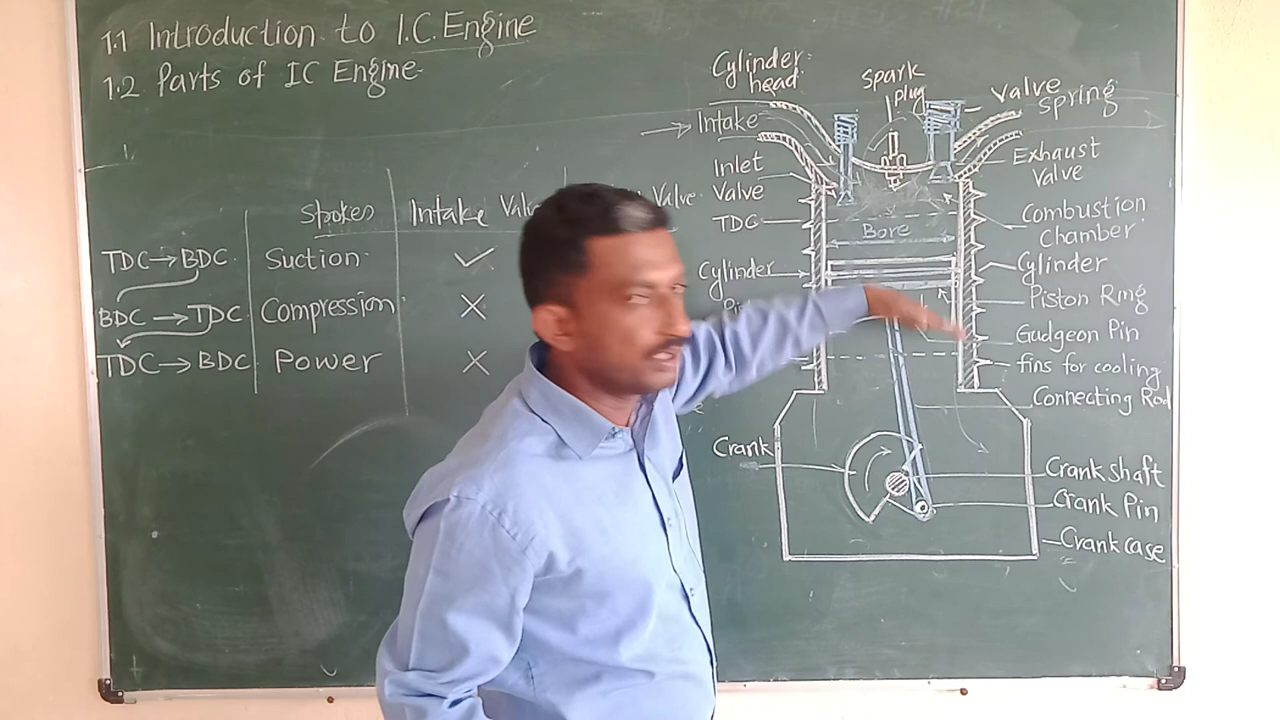 1.1 Introduction to I.C. Engine
1.2 Parts of IC Engine
Strokes Intake Valve Valve
TDC → BDC Suction ✓
BDC → TDC Compression ✗
TDC → BDC Power ✗
Cylinder head
Spark plug
Valve spring
Intake
Inlet Valve
Exhaust Valve
TDC
Bore
Combustion Chamber
Cylinder
Cylinder
Piston Ring
Gudgeon Pin
fins for cooling
Connecting Rod
Crank
Crank shaft
Crank Pin
Crank case